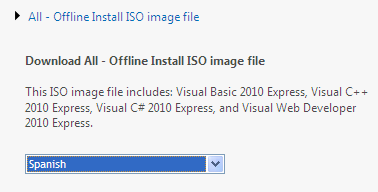 All - Offline Install ISO image file
Download All - Offline Install ISO image file
This ISO image file includes: Visual Basic 2010 Express, Visual C++
2010 Express, Visual C# 2010 Express, and Visual Web Developer
2010 Express.
Spanish